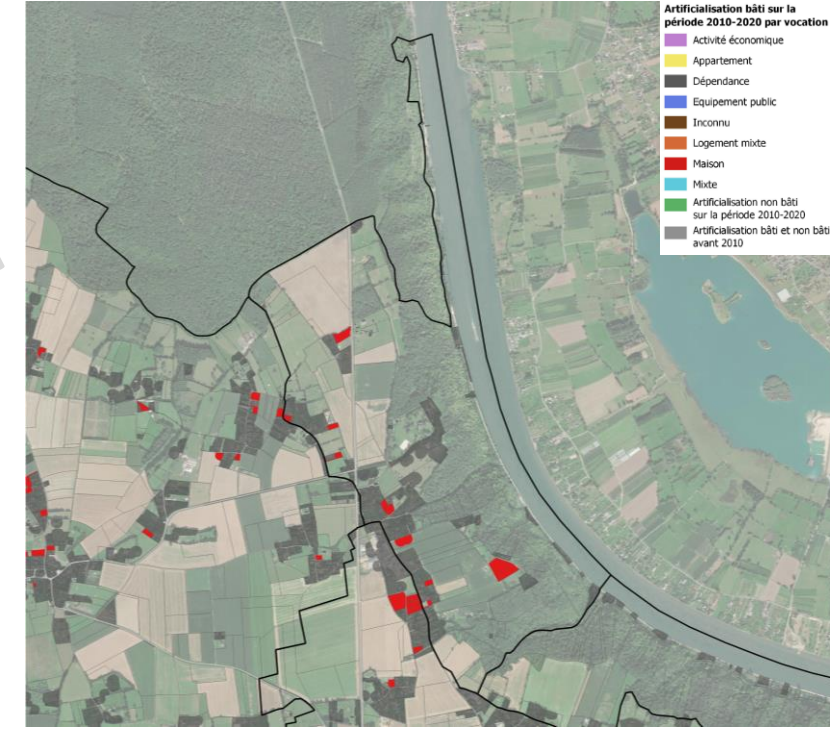 Artificialisation bâti sur la
période 2010-2020 par vocation
Activité économique
Appartement
Dépendance
Equipement public
Inconnu
Logement mixte
Maison
Mixte
Artificialisation non bâti
sur la période 2010-2020
Artificialisation bâti et non bâti
avant 2010